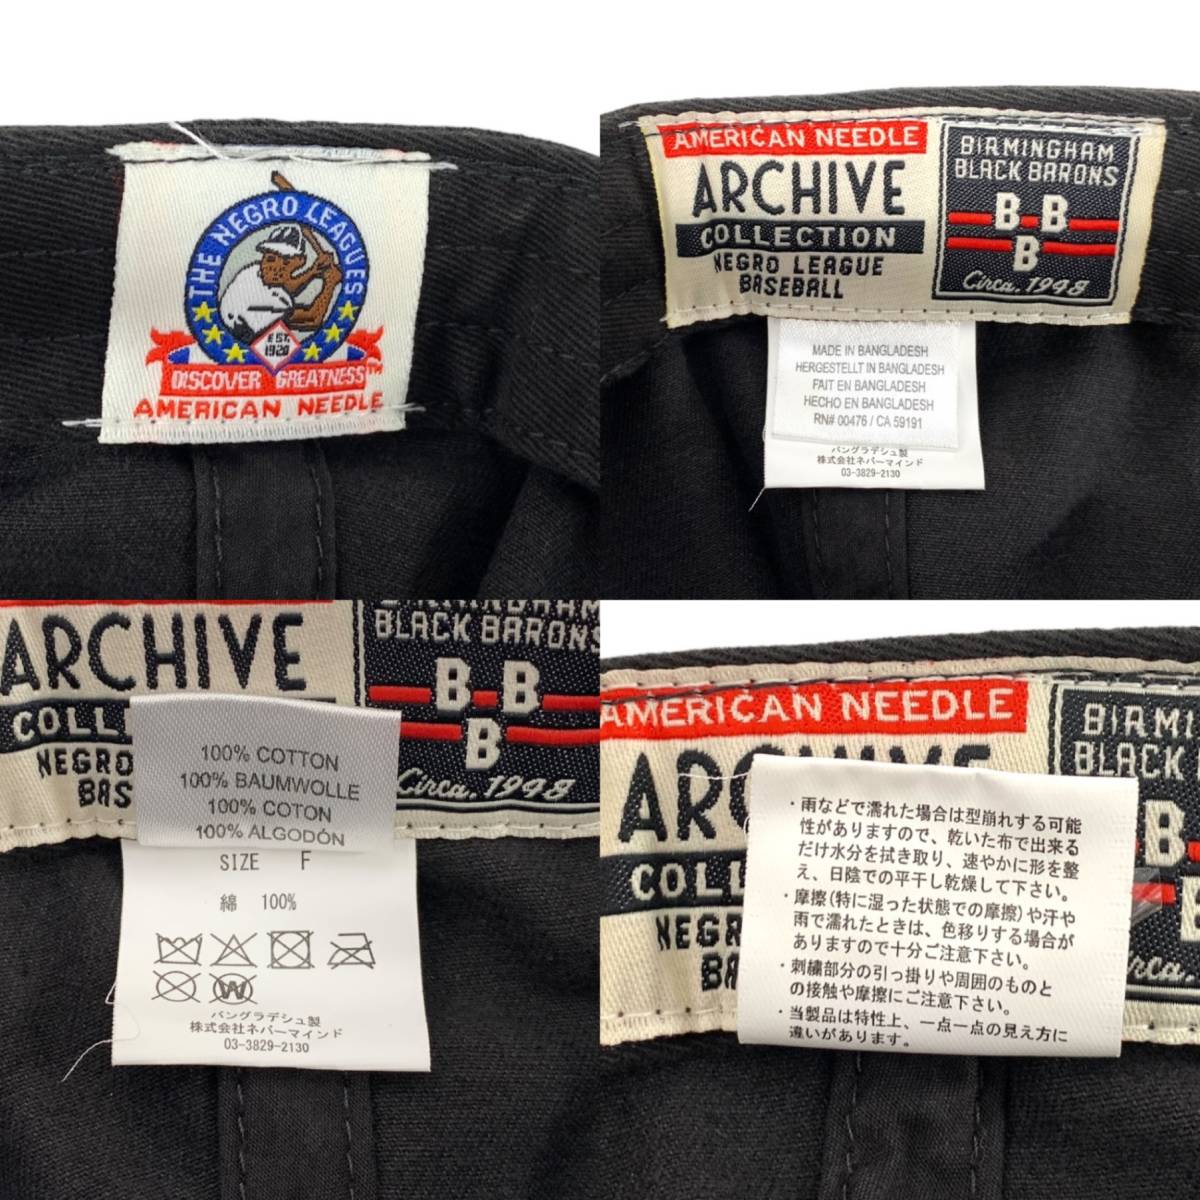 THE NEGRO LEAGUES
EST.
1920
DISCOVER GREATNESS™
AMERICAN NEEDLE
AMERICAN NEEDLE
ARCHIVE
COLLECTION
NEGRO LEAGUE
BASEBALL
BIRMINGHAM
BLACK BARONS
B B
B
Circa. 1948
MADE IN BANGLADESH
HERGESTELLT IN BANGLADESH
FAIT EN BANGLADESH
HECHO EN BANGLADESH
RN# 00476 / CA 59191
バングラデシュ製
株式会社ネバーマインド
03-3829-2130
BIRMINGHAM
BLACK BARONS
ARCHIVE
COLL
NEGRO
BAS
B B
B
Circa. 1948
100% COTTON
100% BAUMWOLLE
100% COTON
100% ALGODÓN
SIZE F
綿 100%
W
バングラデシュ製
株式会社ネバーマインド
03-3829-2130
AMERICAN NEEDLE
ARC
COLL
NEGR
BA
BIRMI
BLACK
B
irca.
・雨などで濡れた場合は型崩れする可能
性がありますので、乾いた布で出来る
だけ水分を拭き取り、速やかに形を整
え、日陰での平干し乾燥して下さい。
・摩擦(特に湿った状態での摩擦)や汗や
雨で濡れたときは、色移りする場合が
ありますので十分ご注意下さい。
・刺繍部分の引っ掛りや周囲のものと
の接触や摩擦にご注意下さい。
・当製品は特性上、一点一点の見え方に
違いがあります。